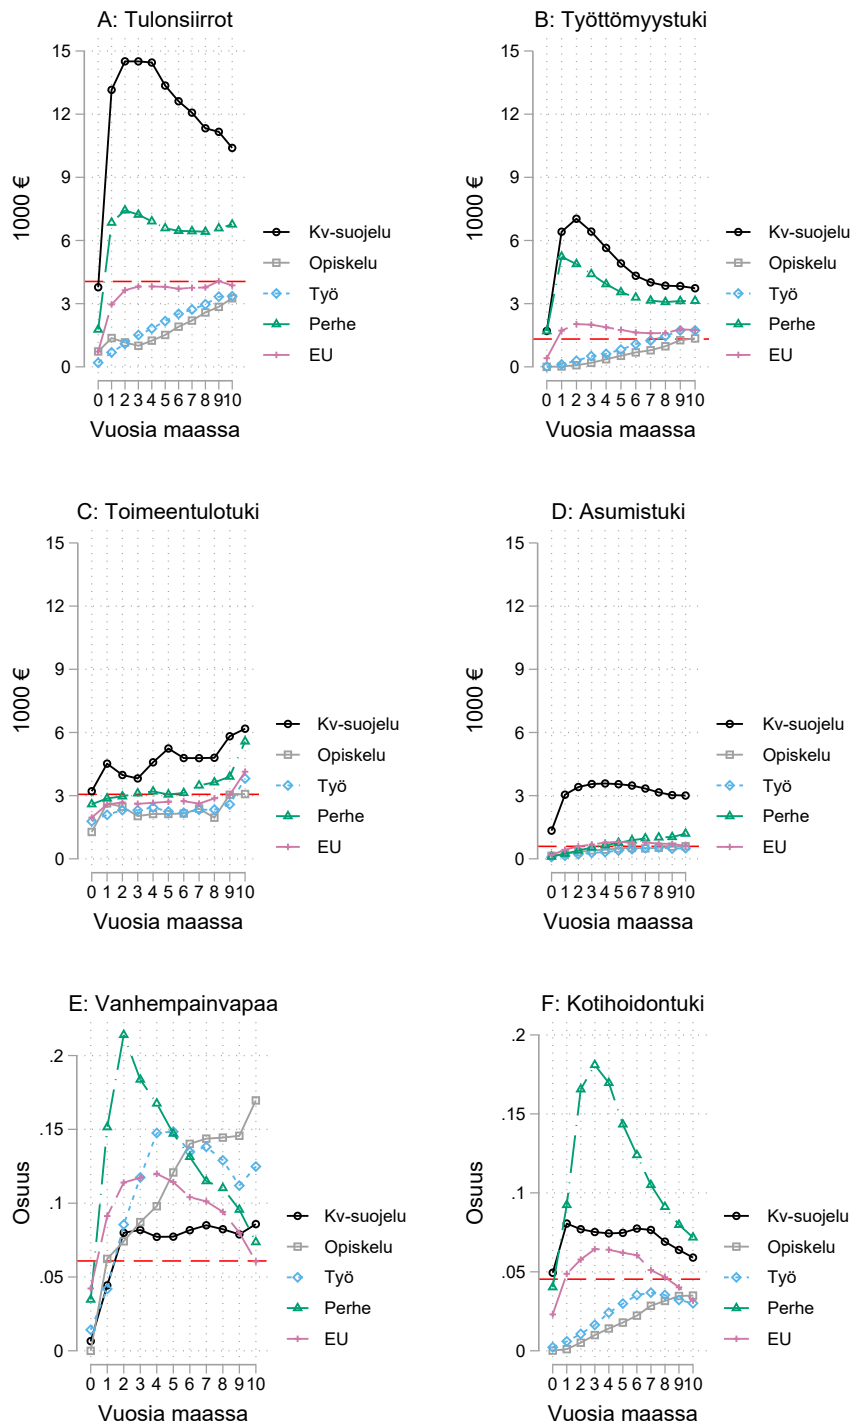 A: Tulonsiirrot
15
12
9
6
3
0
1000 €
0 1 2 3 4 5 6 7 8 9 10
Vuosia maassa
Kv-suojelu
Opiskelu
Työ
Perhe
EU
B: Työttömyystuki
15
12
9
6
3
0
1000 €
0 1 2 3 4 5 6 7 8 9 10
Vuosia maassa
Kv-suojelu
Opiskelu
Työ
Perhe
EU
C: Toimeentulotuki
15
12
9
6
3
0
1000 €
0 1 2 3 4 5 6 7 8 9 10
Vuosia maassa
Kv-suojelu
Opiskelu
Työ
Perhe
EU
D: Asumistuki
15
12
9
6
3
0
1000 €
0 1 2 3 4 5 6 7 8 9 10
Vuosia maassa
Kv-suojelu
Opiskelu
Työ
Perhe
EU
E: Vanhempainvapaa
.2
.15
.1
.05
0
Osuus
0 1 2 3 4 5 6 7 8 9 10
Vuosia maassa
Kv-suojelu
Opiskelu
Työ
Perhe
EU
F: Kotihoidontuki
.2
.15
.1
.05
0
Osuus
0 1 2 3 4 5 6 7 8 9 10
Vuosia maassa
Kv-suojelu
Opiskelu
Työ
Perhe
EU